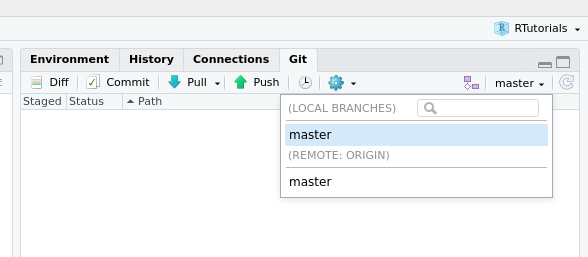 RTutorials
Environment History Connections Git
Diff Commit Pull Push master
Staged Status Path
(LOCAL BRANCHES)
master
(REMOTE: ORIGIN)
master